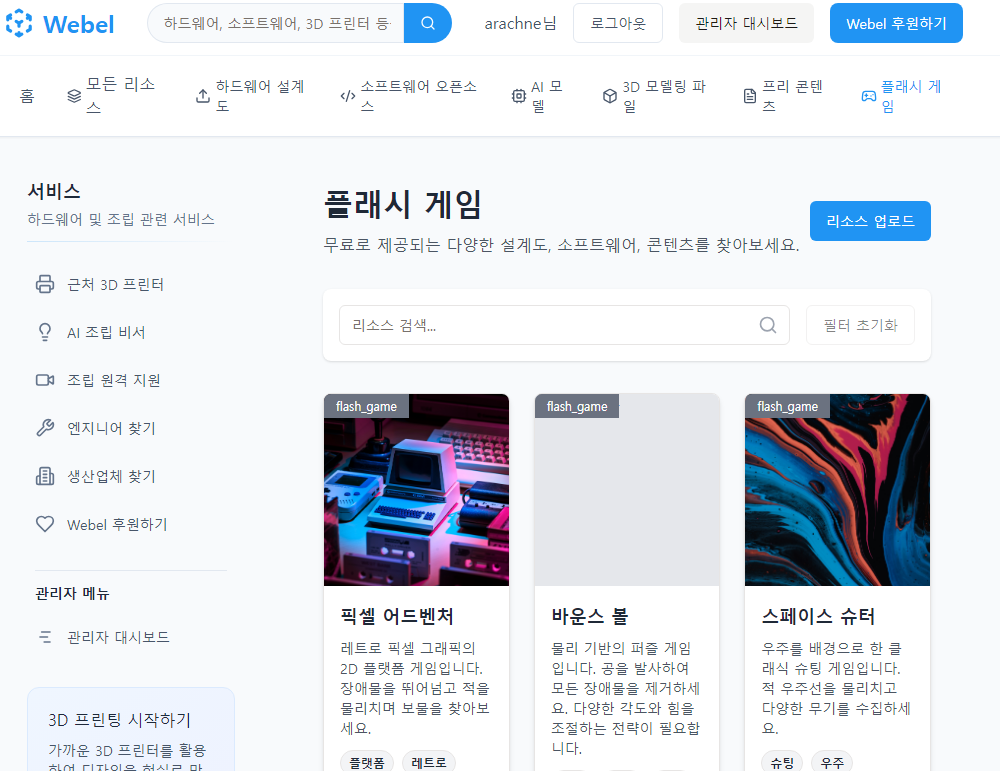 Webel
하드웨어, 소프트웨어, 3D 프린터 등
arachne님
로그아웃
관리자 대시보드
Webel 후원하기
홈
모든 리소
스
하드웨어 설계
도
소프트웨어 오픈소
스
AI 모
델
3D 모델링 파
일
프리 콘텐
츠
플래시 게
임
서비스
하드웨어 및 조립 관련 서비스
근처 3D 프린터
AI 조립 비서
조립 원격 지원
엔지니어 찾기
생산업체 찾기
Webel 후원하기
관리자 메뉴
관리자 대시보드
3D 프린팅 시작하기
가까운 3D 프린터를 활용
하여 디자인을 현실로 만
플래시 게임
무료로 제공되는 다양한 설계도, 소프트웨어, 콘텐츠를 찾아보세요.
리소스 업로드
리소스 검색...
필터 초기화
flash_game
픽셀 어드벤처
레트로 픽셀 그래픽의
2D 플랫폼 게임입니다.
장애물을 뛰어넘고 적을
물리치며 보물을 찾아보
세요.
플랫폼
레트로
flash_game
바운스 볼
물리 기반의 퍼즐 게임
입니다. 공을 발사하여
모든 장애물을 제거하세
요. 다양한 각도와 힘을
조절하는 전략이 필요합
니다.
flash_game
스페이스 슈터
우주를 배경으로 한 클
래식 슈팅 게임입니다.
적 우주선을 물리치고
다양한 무기를 수집하세
요.
슈팅
우주